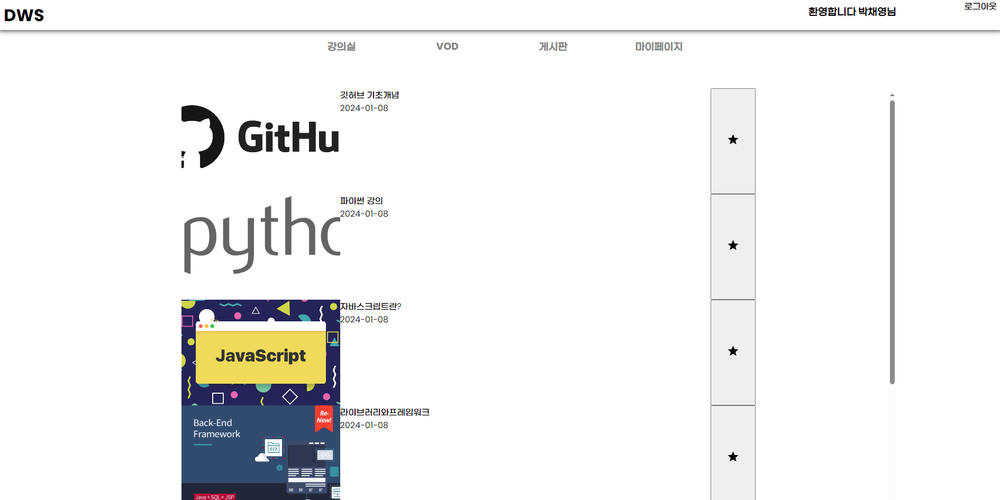 DWS
환영합니다 박채영님
로그아웃
강의실
VOD
게시판
마이페이지
GitHu
깃허브 기초개념
2024-01-08
pytho
파이썬 강의
2024-01-08
JavaScript
자바스크립트란?
2024-01-08
Back-End
Framework
Re-
New!
Java + SQL + JSP
라이브러리와프레임워크
2024-01-08